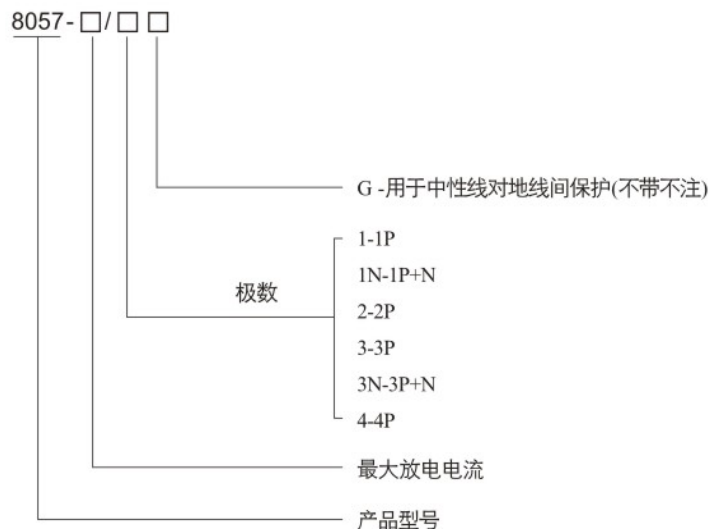 8057-□/□ □
G -用于中性线对地线间保护(不带不注)
1-1P
1N-1P+N
极数
2-2P
3-3P
3N-3P+N
4-4P
最大放电电流
产品型号